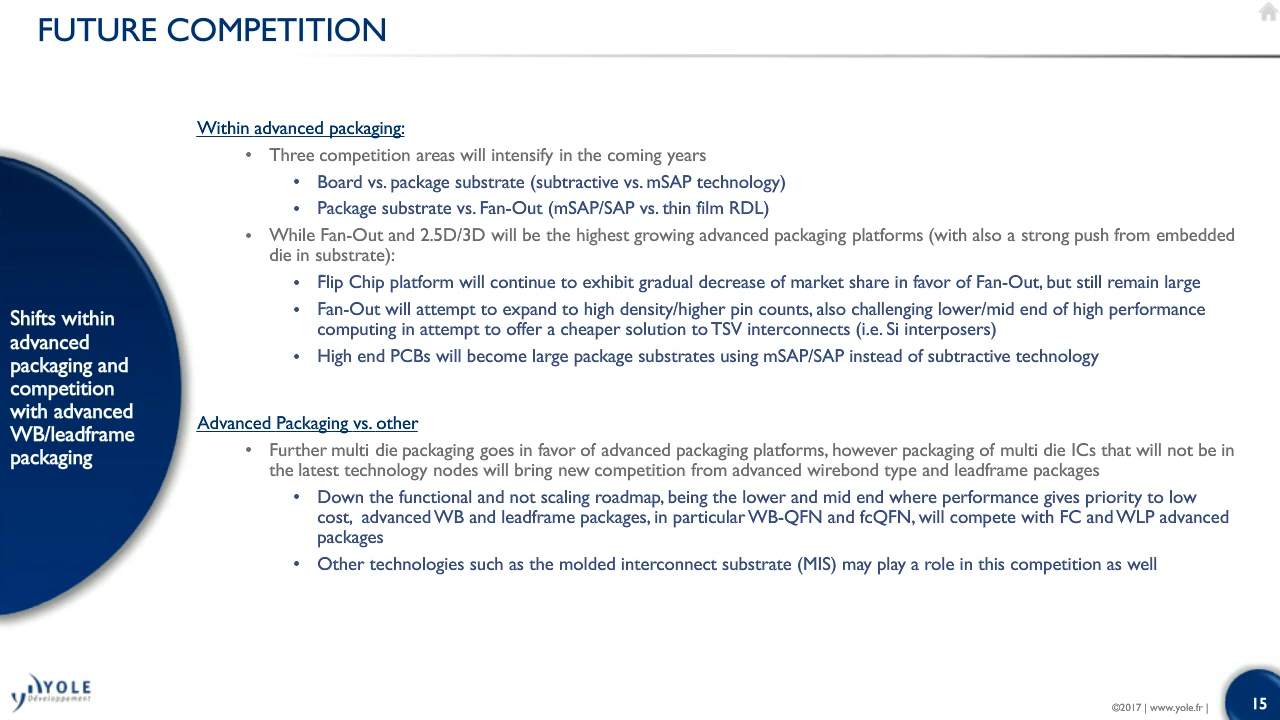 FUTURE COMPETITION
Within advanced packaging:
• Three competition areas will intensify in the coming years
• Board vs. package substrate (subtractive vs. mSAP technology)
• Package substrate vs. Fan-Out (mSAP/SAP vs. thin film RDL)
• While Fan-Out and 2.5D/3D will be the highest growing advanced packaging platforms (with also a strong push from embedded
die in substrate):
• Flip Chip platform will continue to exhibit gradual decrease of market share in favor of Fan-Out, but still remain large
• Fan-Out will attempt to expand to high density/higher pin counts, also challenging lower/mid end of high performance
computing in attempt to offer a cheaper solution to TSV interconnects (i.e. Si interposers)
• High end PCBs will become large package substrates using mSAP/SAP instead of subtractive technology
Shifts within
advanced
packaging and
competition
with advanced
WB/leadframe
packaging
Advanced Packaging vs. other
• Further multi die packaging goes in favor of advanced packaging platforms, however packaging of multi die ICs that will not be in
the latest technology nodes will bring new competition from advanced wirebond type and leadframe packages
• Down the functional and not scaling roadmap, being the lower and mid end where performance gives priority to low
cost, advanced WB and leadframe packages, in particular WB-QFN and fcQFN, will compete with FC and WLP advanced
packages
• Other technologies such as the molded interconnect substrate (MIS) may play a role in this competition as well
YOLE
Développement
©2017 | www.yole.fr |
15